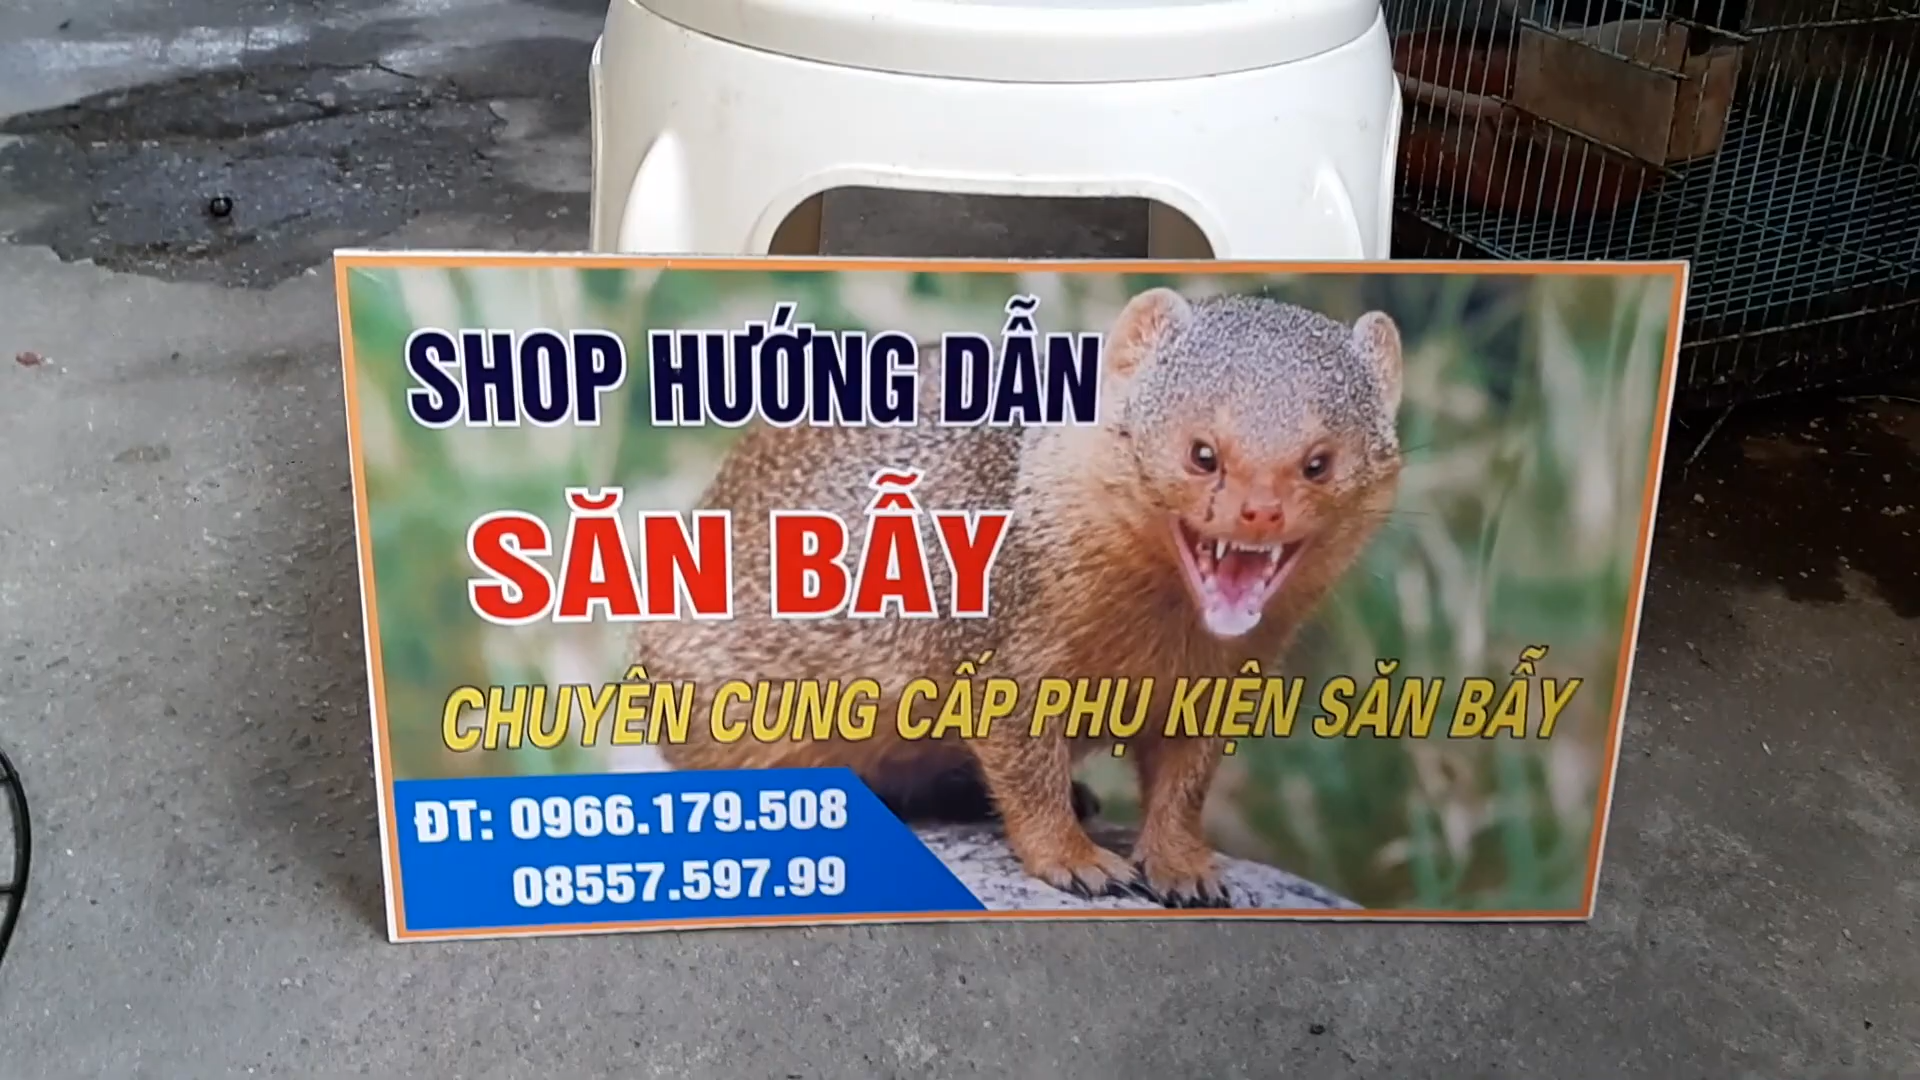 SHOP HƯỚNG DẪN
SĂN BẪY
CHUYÊN CUNG CẤP PHỤ KIỆN SĂN BẪY
ĐT: 0966.179.508
08557.597.99